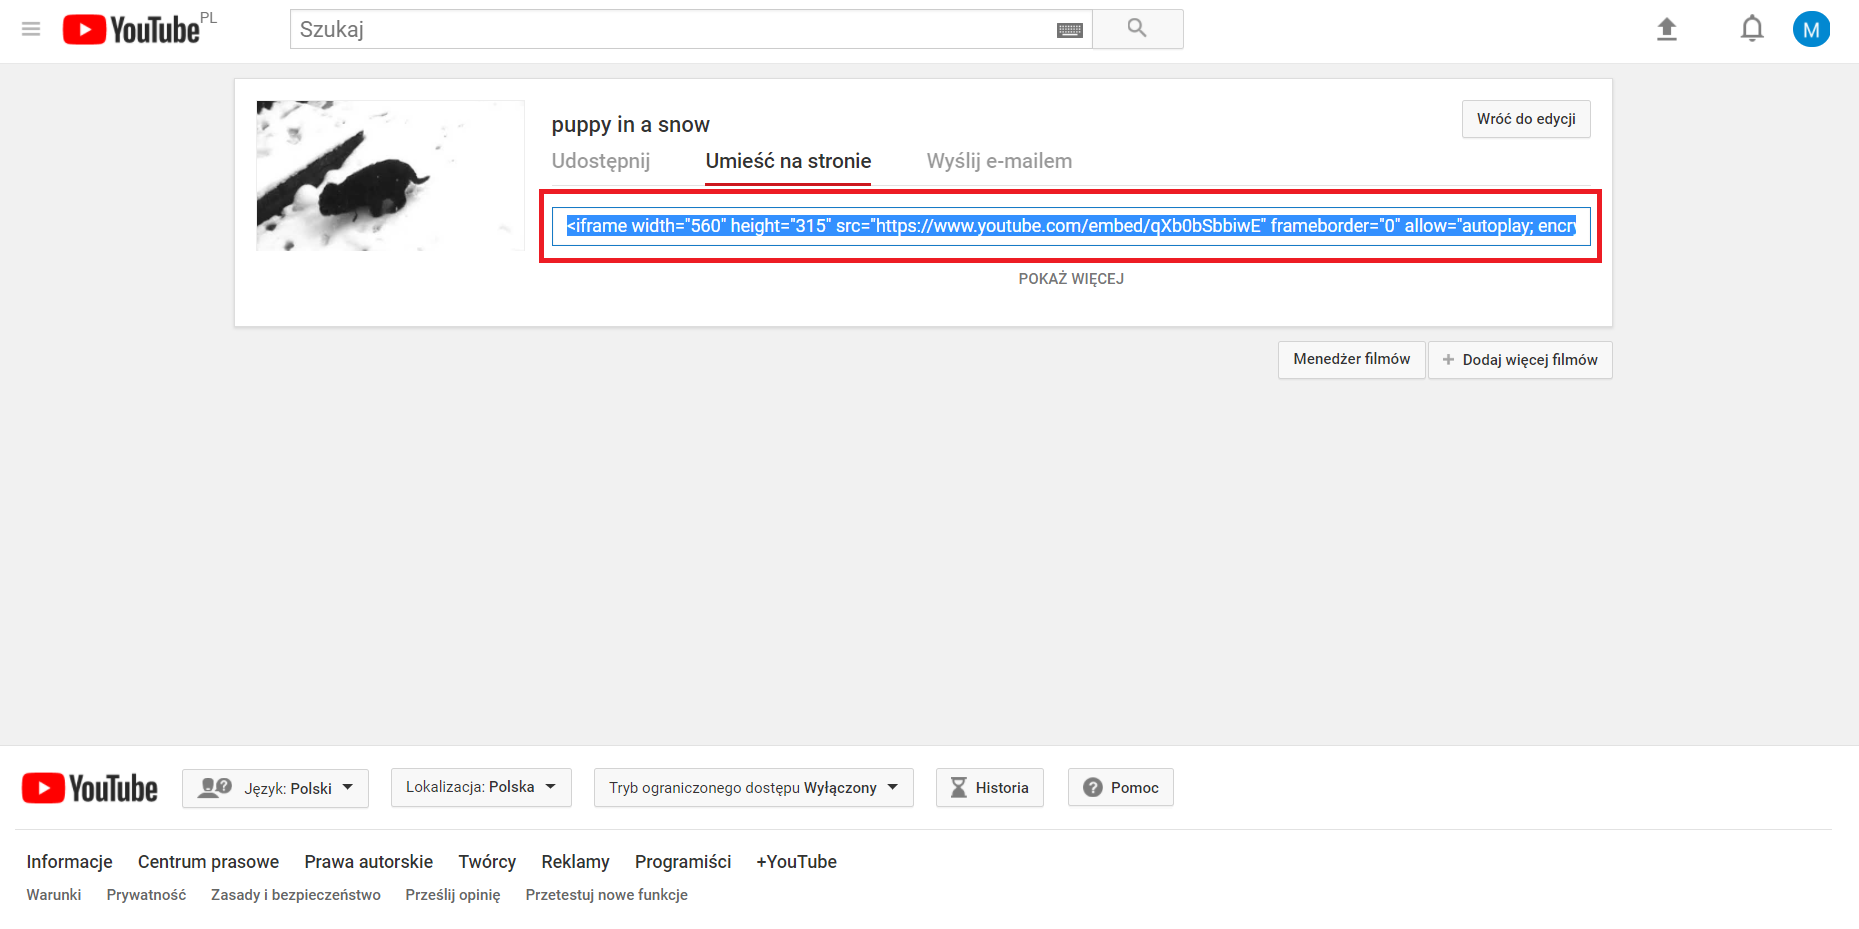 YouTube PL
Szukaj
M
puppy in a snow
Wróć do edycji
Udostępnij Umieść na stronie Wyślij e-mailem
<iframe width="560" height="315" src="https://www.youtube.com/embed/qXb0bSbbiwE" frameborder="0" allow="autoplay; encry
POKAŻ WIĘCEJ
Menedżer filmów + Dodaj więcej filmów
YouTube Język: Polski Lokalizacja: Polska Tryb ograniczonego dostępu Wyłączony Historia ? Pomoc
Informacje Centrum prasowe Prawa autorskie Twórcy Reklamy Programiści +YouTube
Warunki Prywatność Zasady i bezpieczeństwo Prześlij opinię Przetestuj nowe funkcje